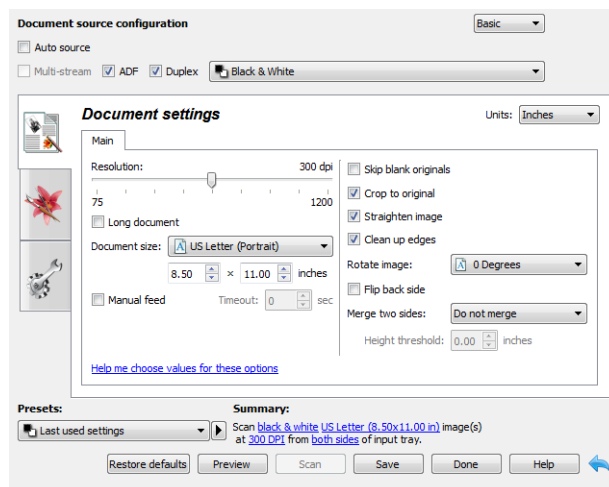 Document source configuration
Basic
Auto source
Multi-stream ADF Duplex Black & White
Document settings
Units: Inches
Main
Resolution: 300 dpi
75 1200
Long document
Document size: US Letter (Portrait)
8.50 × 11.00 inches
Manual feed Timeout: 0 sec
Help me choose values for these options
Skip blank originals
Crop to original
Straighten image
Clean up edges
Rotate image: 0 Degrees
Flip back side
Merge two sides: Do not merge
Height threshold: 0.00 inches
Presets:
Last used settings
Summary:
Scan black & white US Letter (8.50x11.00 in) image(s)
at 300 DPI from both sides of input tray.
Restore defaults Preview Scan Save Done Help